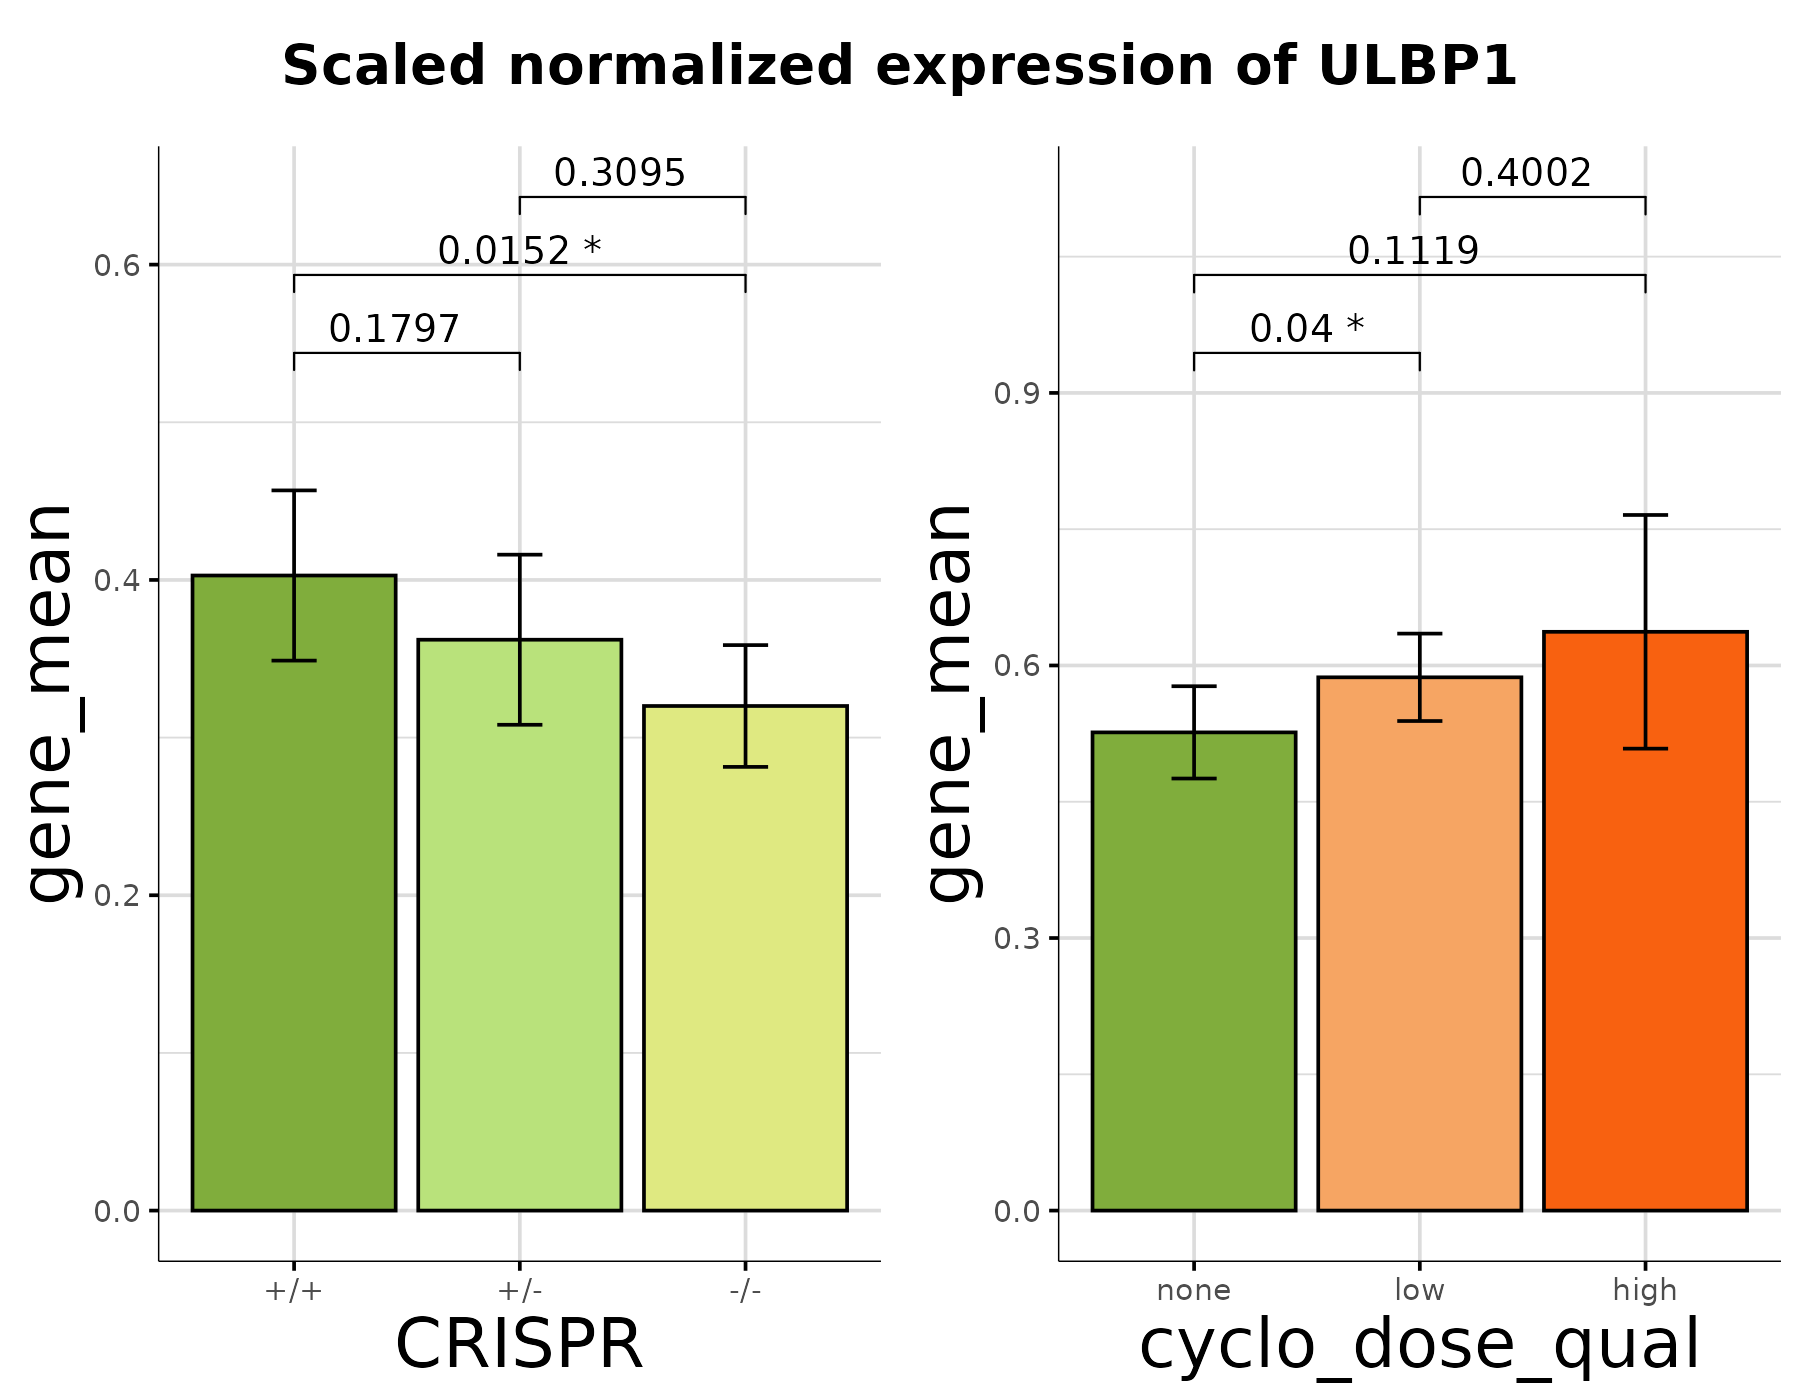 Scaled normalized expression of ULBP1
0.3095
0.0152 *
0.1797
0.6
0.4
0.2
0.0
gene_mean
+/+ +/- -/-
CRISPR
0.4002
0.1119
0.04 *
0.9
0.6
0.3
0.0
gene_mean
none low high
cyclo_dose_qual